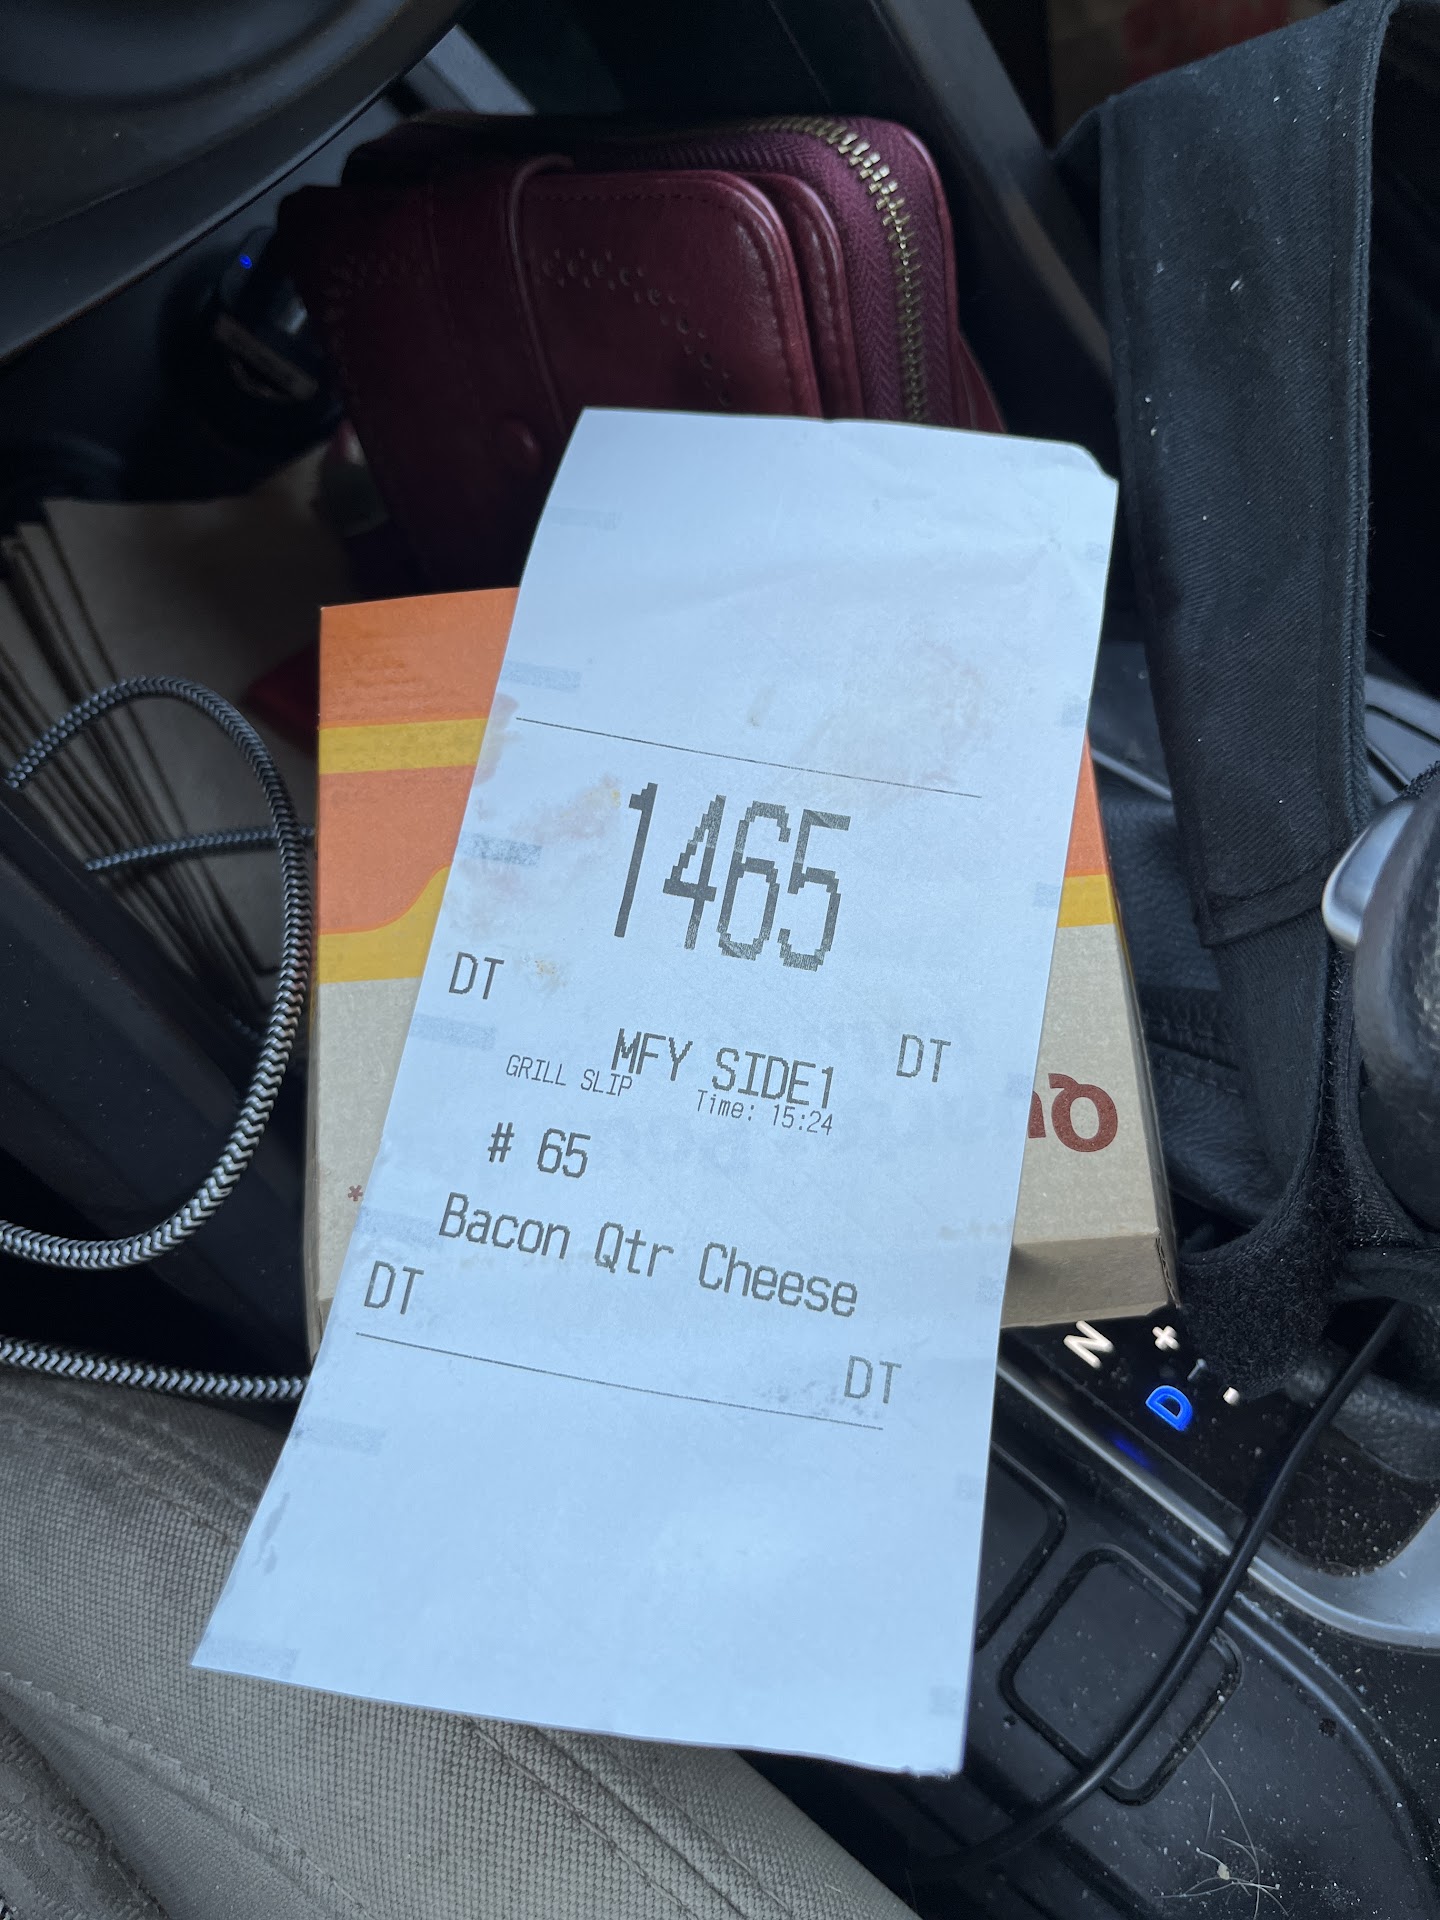 1465
DT
DT
MFY SIDE1
GRILL SLIP Time: 15:24
# 65
Bacon Qtr Cheese
DT
DT
N +
D -